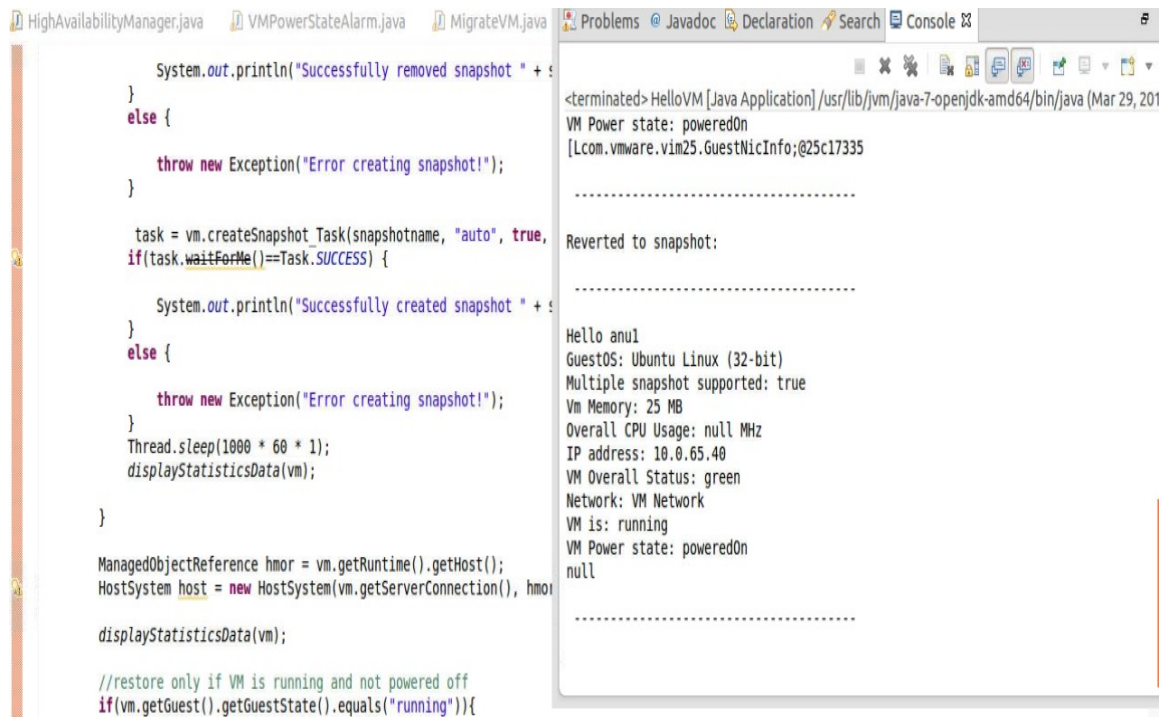 HighAvailabilityManager.java VMPowerStateAlarm.java MigrateVM.java
System.out.println("Successfully removed snapshot " + s
}
else {
throw new Exception("Error creating snapshot!");
}
task = vm.createSnapshot_Task(snapshotname, "auto", true,
if(task.waitForMe()==Task.SUCCESS) {
System.out.println("Successfully created snapshot " + s
}
else {
throw new Exception("Error creating snapshot!");
}
Thread.sleep(1000 * 60 * 1);
displayStatisticsData(vm);
}
ManagedObjectReference hmor = vm.getRuntime().getHost();
HostSystem host = new HostSystem(vm.getServerConnection(), hmor
displayStatisticsData(vm);
//restore only if VM is running and not powered off
if(vm.getGuest().getGuestState().equals("running")){
Problems @ Javadoc Declaration Search Console
<terminated> HelloVM [Java Application] /usr/lib/jvm/java-7-openjdk-amd64/bin/java (Mar 29, 201
VM Power state: poweredOn
[Lcom.vmware.vim25.GuestNicInfo;@25c17335
---------------------------------------
Reverted to snapshot:
---------------------------------------
Hello anu1
GuestOS: Ubuntu Linux (32-bit)
Multiple snapshot supported: true
Vm Memory: 25 MB
Overall CPU Usage: null MHz
IP address: 10.0.65.40
VM Overall Status: green
Network: VM Network
VM is: running
VM Power state: poweredOn
null
---------------------------------------